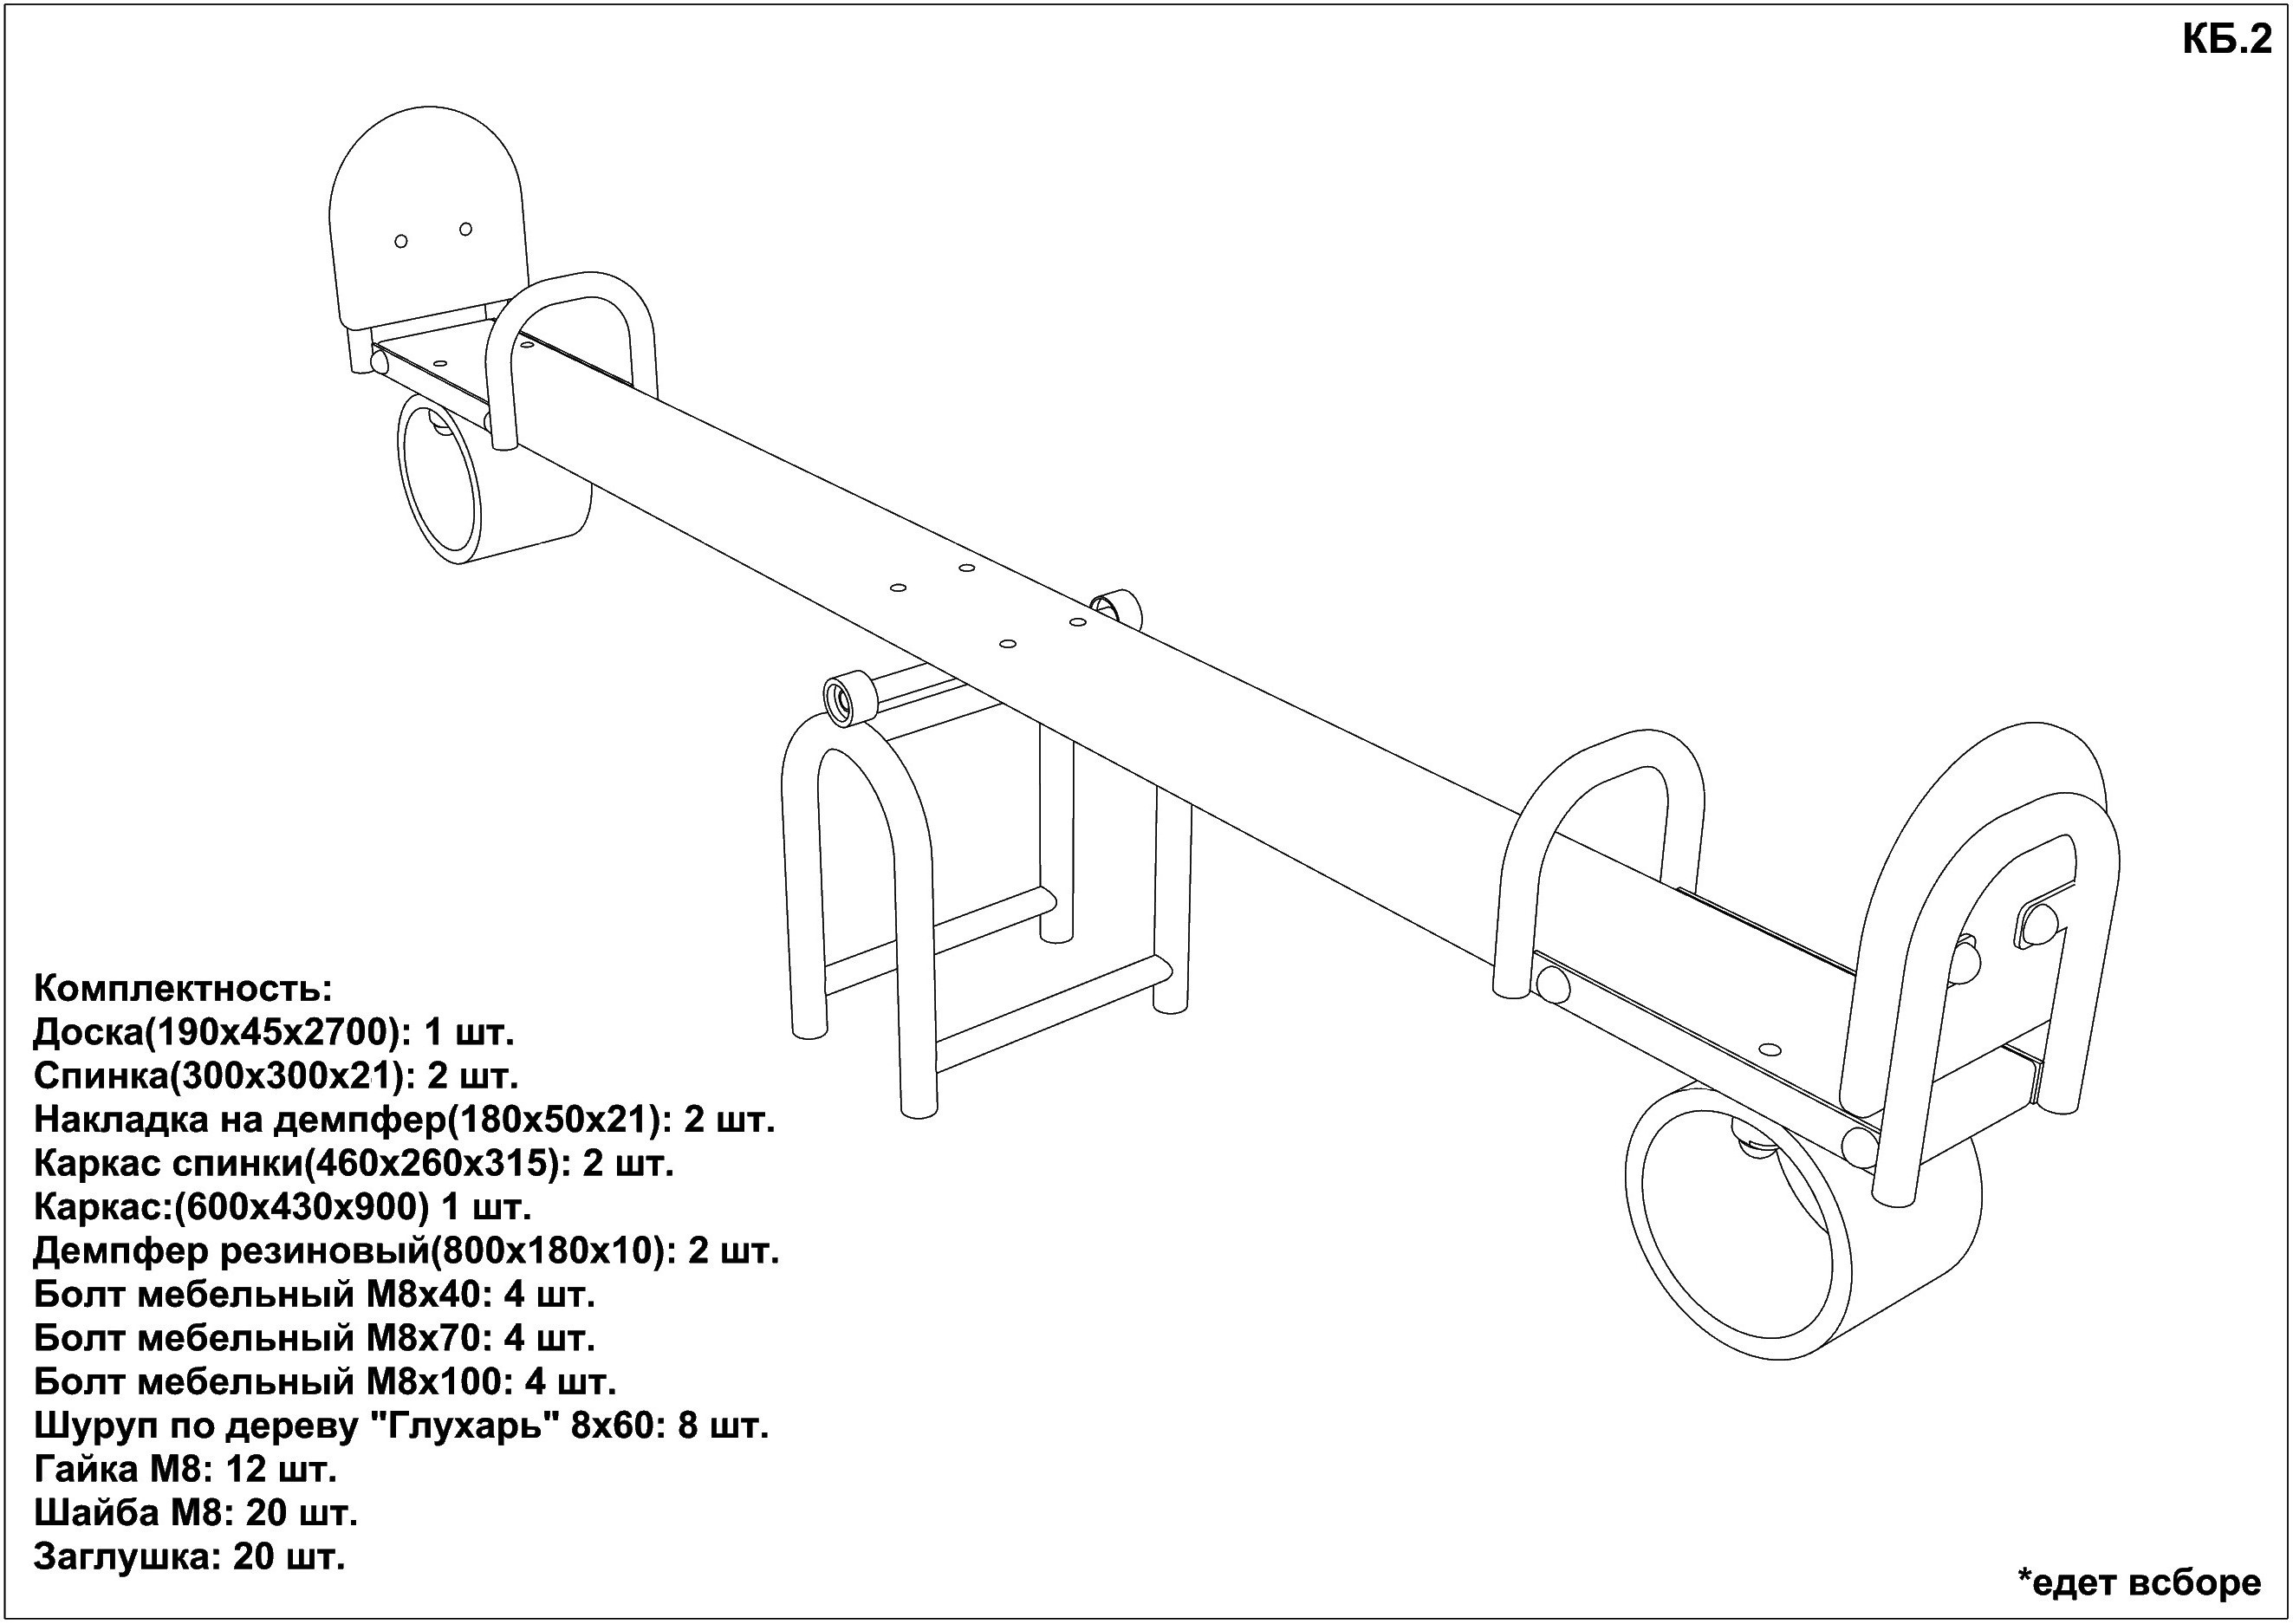 КБ.2
Комплектность:
Доска(190х45х2700): 1 шт.
Спинка(300х300х21): 2 шт.
Накладка на демпфер(180х50х21): 2 шт.
Каркас спинки(460х260х315): 2 шт.
Каркас:(600х430х900) 1 шт.
Демпфер резиновый(800х180х10): 2 шт.
Болт мебельный М8х40: 4 шт.
Болт мебельный М8х70: 4 шт.
Болт мебельный М8х100: 4 шт.
Шуруп по дереву "Глухарь" 8х60: 8 шт.
Гайка М8: 12 шт.
Шайба М8: 20 шт.
Заглушка: 20 шт.
*едет всборе